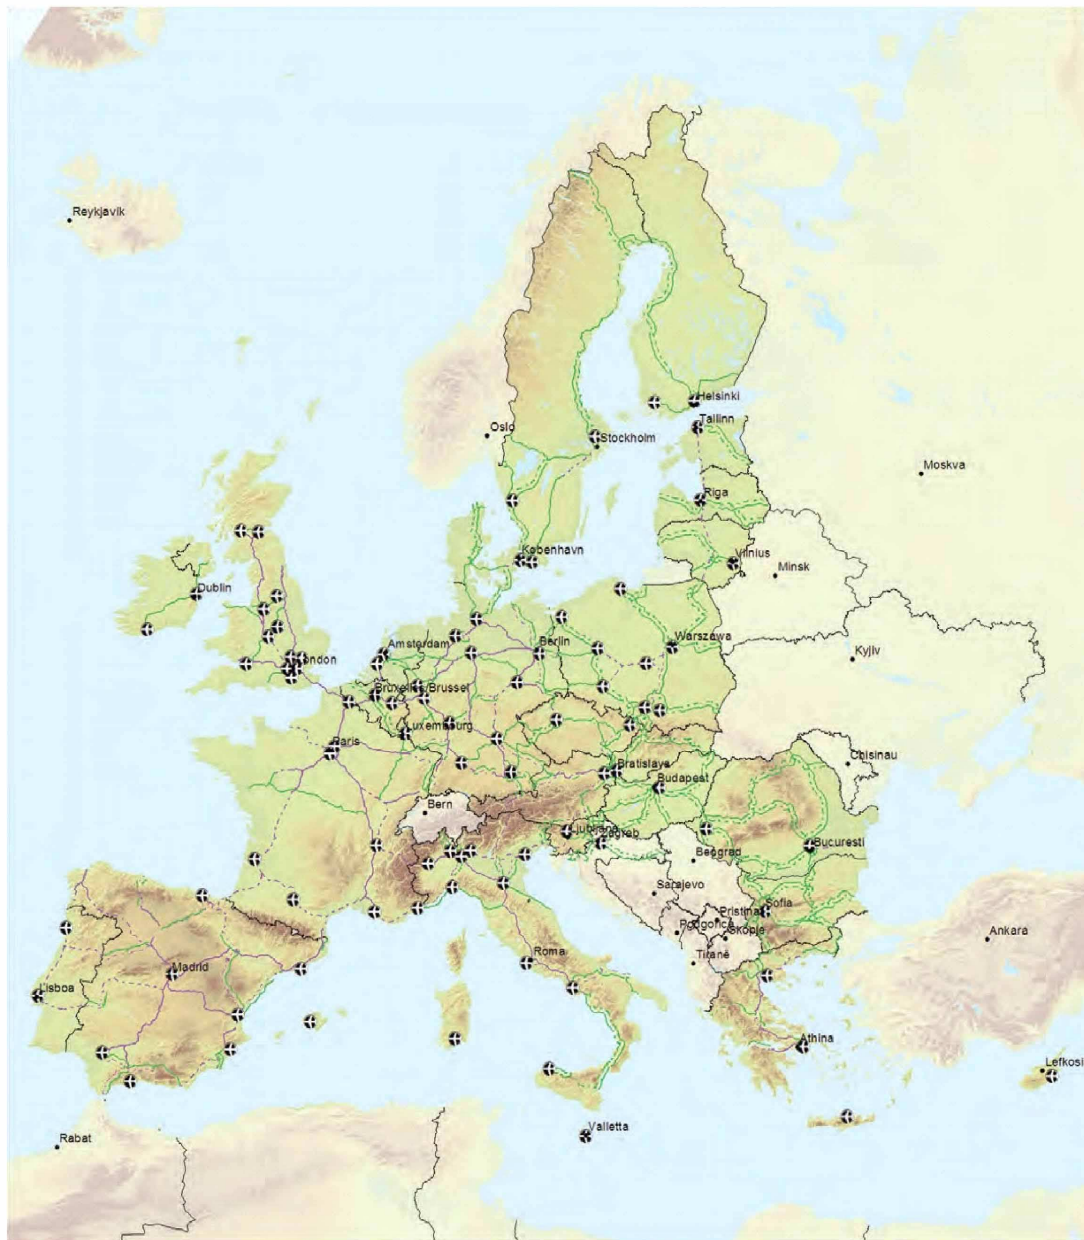 Reykjavik
Helsinki
Tallinn
Oslo
Stockholm
Moskva
Riga
København
Vilnius
Minsk
Dublin
Amsterdam
Berlin
Warszawa
London
Kyjiv
Bruxelles/Brussel
Luxembourg
Paris
Bratislava
Chisinau
Budapest
Bern
Ljubljana
Zagreb
Bucuresti
Beograd
Sarajevo
Sofia
Pristina
Podgorica
Skopje
Ankara
Roma
Tiranë
Madrid
Lisboa
Athina
Lefkosi
Valletta
Rabat